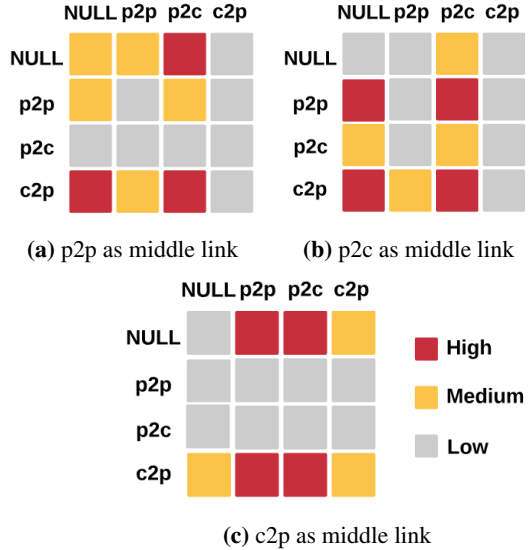 NULL p2p p2c c2p
NULL
p2p
p2c
c2p
(a) p2p as middle link
NULL p2p p2c c2p
NULL
p2p
p2c
c2p
(b) p2c as middle link
NULL p2p p2c c2p
NULL
p2p
p2c
c2p
High
Medium
Low
(c) c2p as middle link